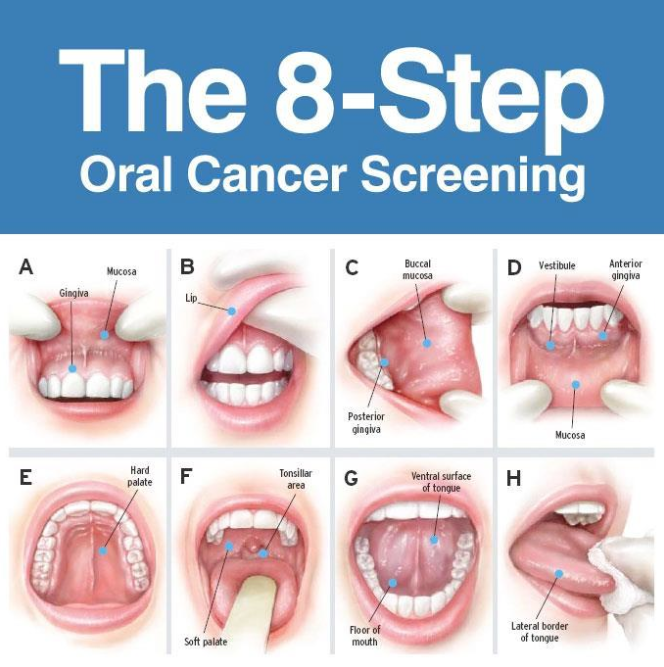 The 8-Step
Oral Cancer Screening
A
Mucosa
Gingiva
B
Lip
C
Buccal
mucosa
Posterior
gingiva
D
Vestibule
Anterior
gingiva
Mucosa
E
Hard
palate
F
Tonsillar
area
Soft palate
G
Ventral surface
of tongue
Floor of
mouth
H
Lateral border
of tongue